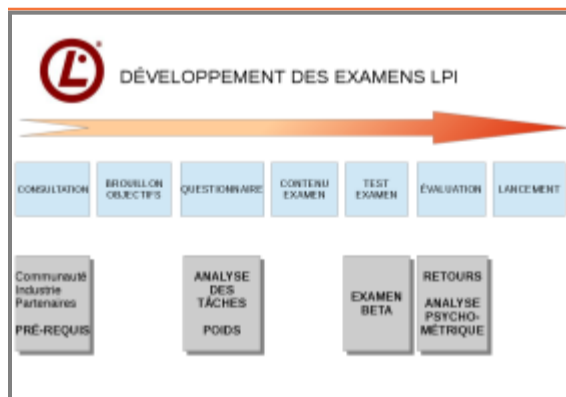 DÉVELOPPEMENT DES EXAMENS LPI
CONSULTATION
BROUILLON
OBJECTIFS
QUESTIONNAIRE
CONTENU
EXAMEN
TEST
EXAMEN
ÉVALUATION
LANCEMENT
Communauté
Industrie
Partenaires
PRÉ-REQUIS
ANALYSE
DES
TÂCHES
POIDS
EXAMEN
BETA
RETOURS
ANALYSE
PSYCHO-
MÉTRIQUE